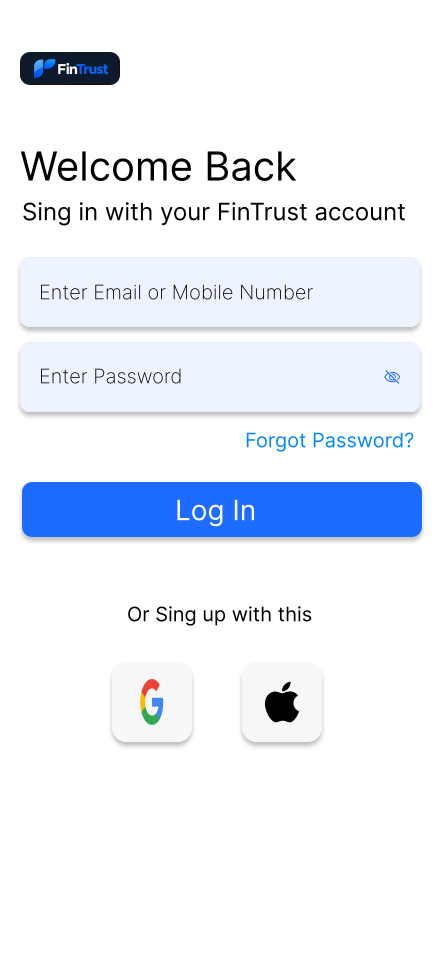 FinTrust
Welcome Back
Sing in with your FinTrust account
Enter Email or Mobile Number
Enter Password
Forgot Password?
Log In
Or Sing up with this